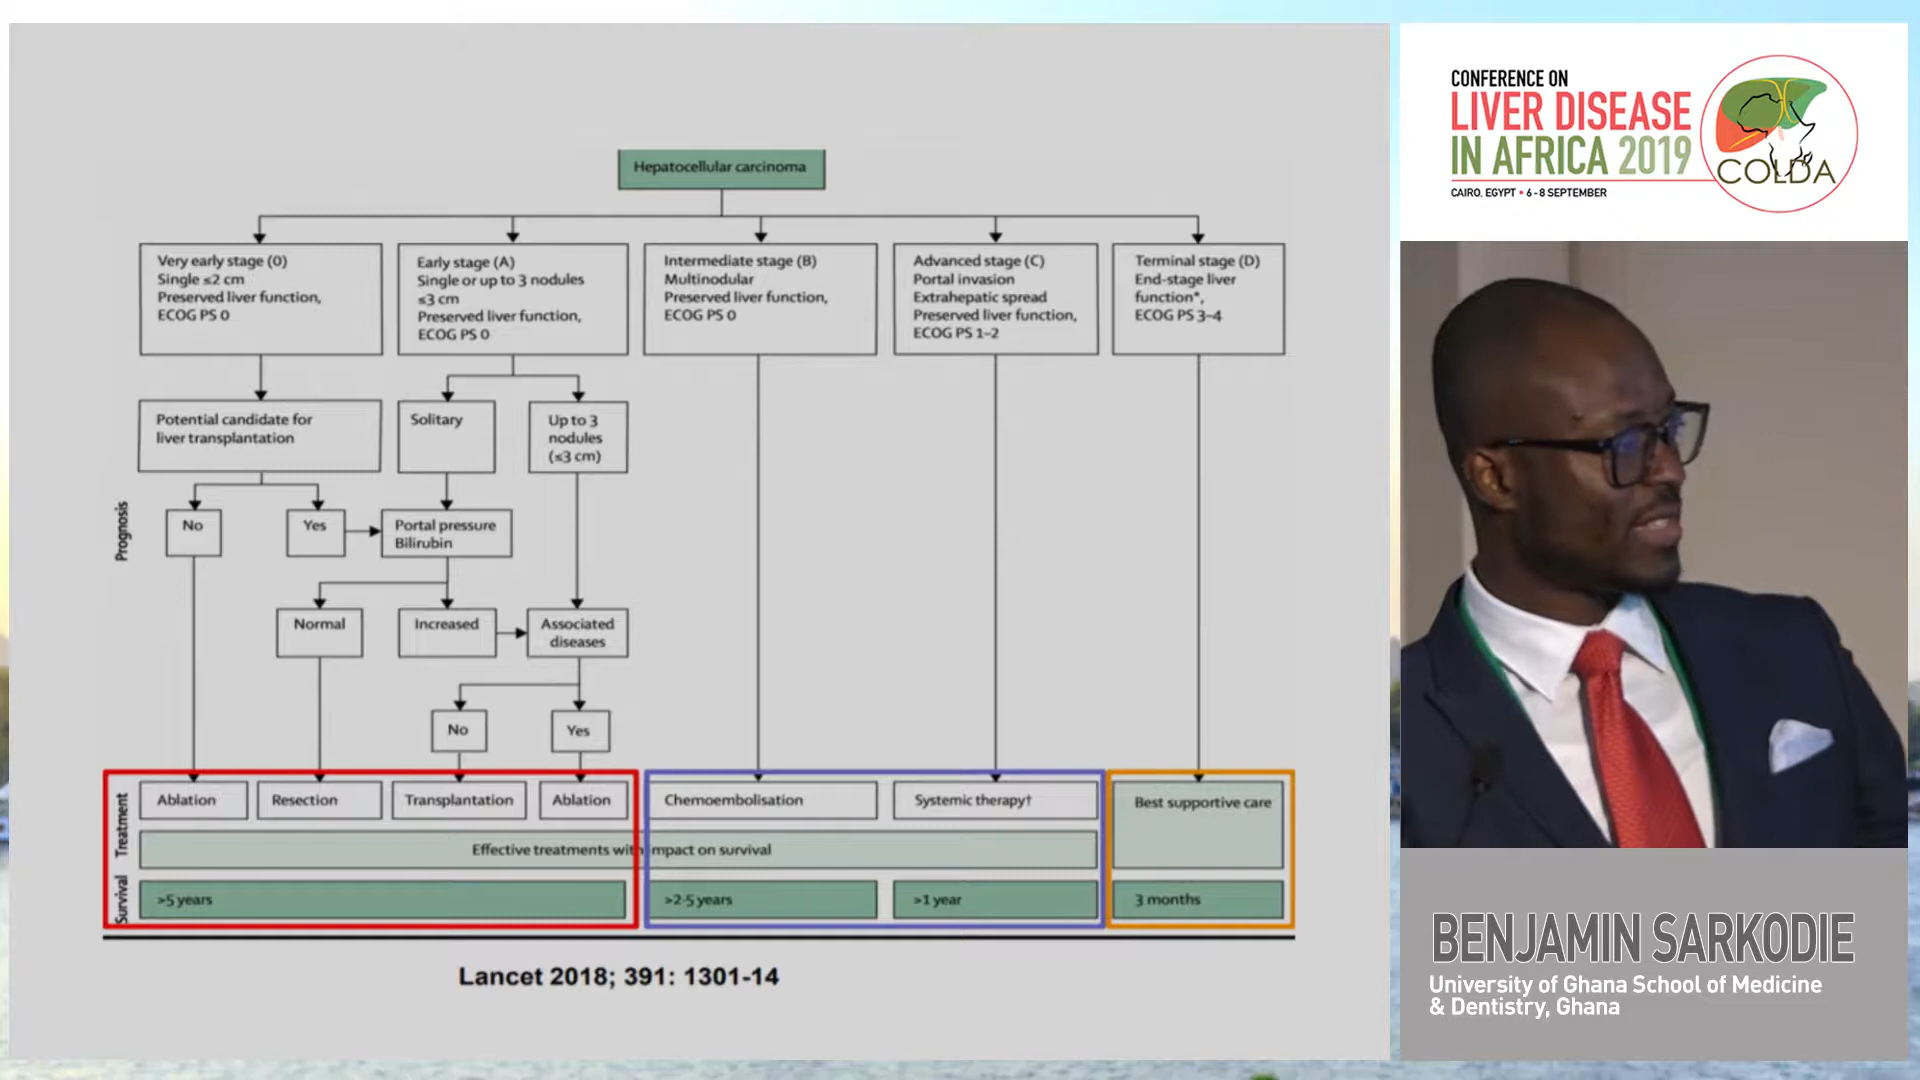 Hepatocellular carcinoma
Very early stage (0)
Single ≤2 cm
Preserved liver function,
ECOG PS 0
Early stage (A)
Single or up to 3 nodules
≤3 cm
Preserved liver function,
ECOG PS 0
Intermediate stage (B)
Multinodular
Preserved liver function,
ECOG PS 0
Advanced stage (C)
Portal invasion
Extrahepatic spread
Preserved liver function,
ECOG PS 1–2
Terminal stage (D)
End-stage liver
function*,
ECOG PS 3–4
Potential candidate for
liver transplantation
Solitary
Up to 3
nodules
(≤3 cm)
Prognosis
No
Yes
Portal pressure
Bilirubin
Normal
Increased
Associated
diseases
No
Yes
Treatment
Ablation
Resection
Transplantation
Ablation
Chemoembolisation
Systemic therapy†
Best supportive care
Effective treatments with impact on survival
Survival
>5 years
>2·5 years
>1 year
3 months
Lancet 2018; 391: 1301-14
CONFERENCE ON
LIVER DISEASE
IN AFRICA 2019
CAIRO, EGYPT • 6 - 8 SEPTEMBER
COLDA
BENJAMIN SARKODIE
University of Ghana School of Medicine
& Dentistry, Ghana